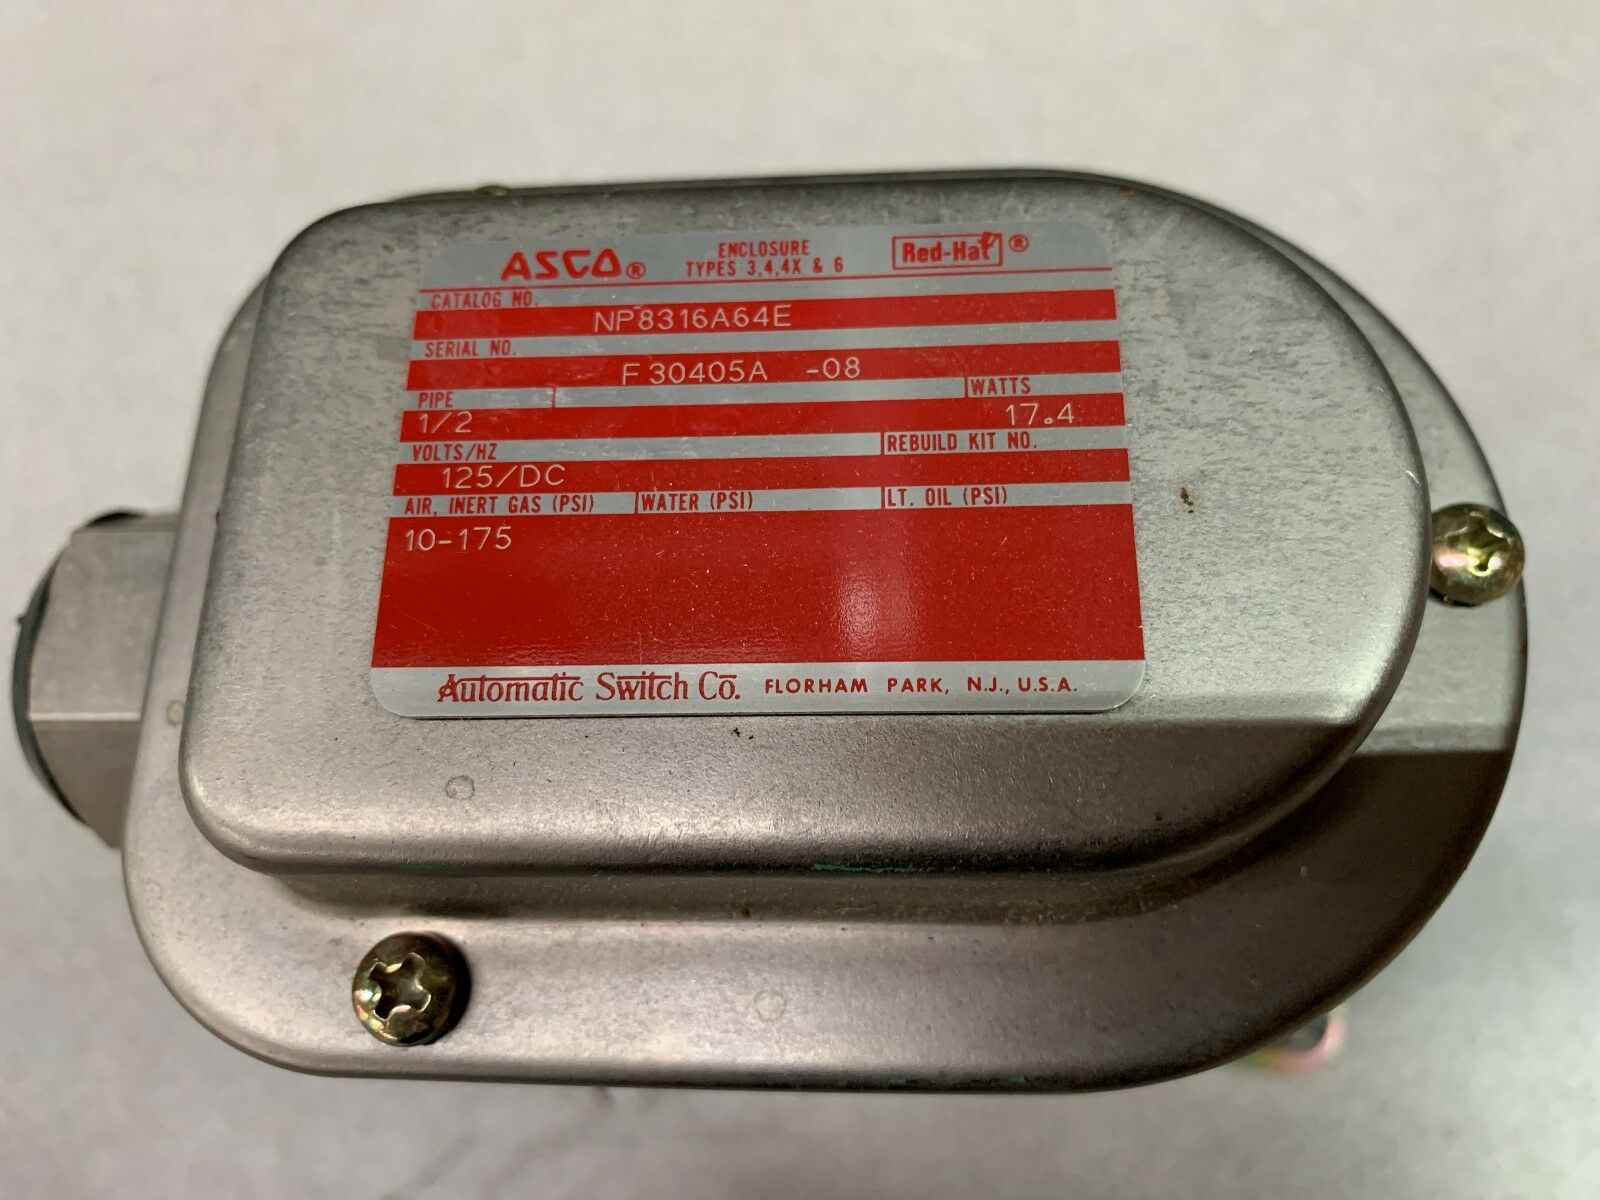 ASCO® ENCLOSURE TYPES 3,4,4X & 6 Red-Hat®
CATALOG NO.
NP8316A64E
SERIAL NO.
F30405A -08
PIPE WATTS
1/2 17.4
VOLTS/HZ REBUILD KIT NO.
125/DC
AIR, INERT GAS (PSI) WATER (PSI) LT. OIL (PSI)
10-175
Automatic Switch Co. FLORHAM PARK, N.J., U.S.A.